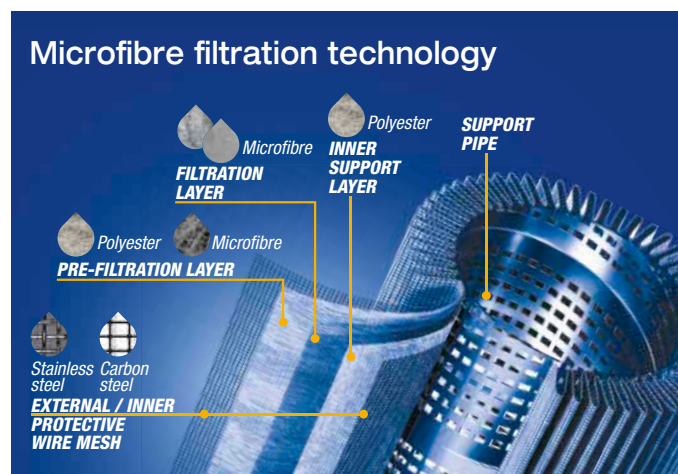 Microfibre filtration technology
Polyester
SUPPORT
PIPE
Microfibre
INNER
SUPPORT
LAYER
FILTRATION
LAYER
Polyester Microfibre
PRE-FILTRATION LAYER
Stainless Carbon
steel steel
EXTERNAL / INNER
PROTECTIVE
WIRE MESH